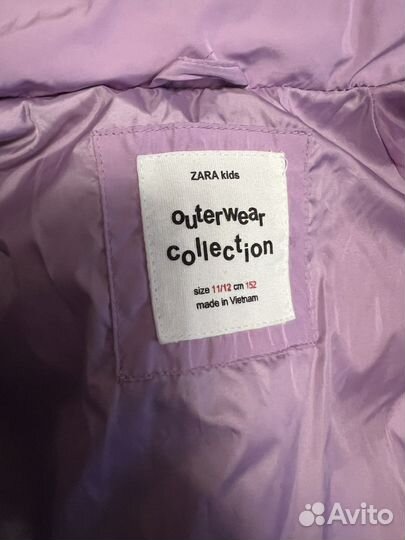 ZARA kids
outerwear
collection
size 11/12 cm 152
made in Vietnam
Avito